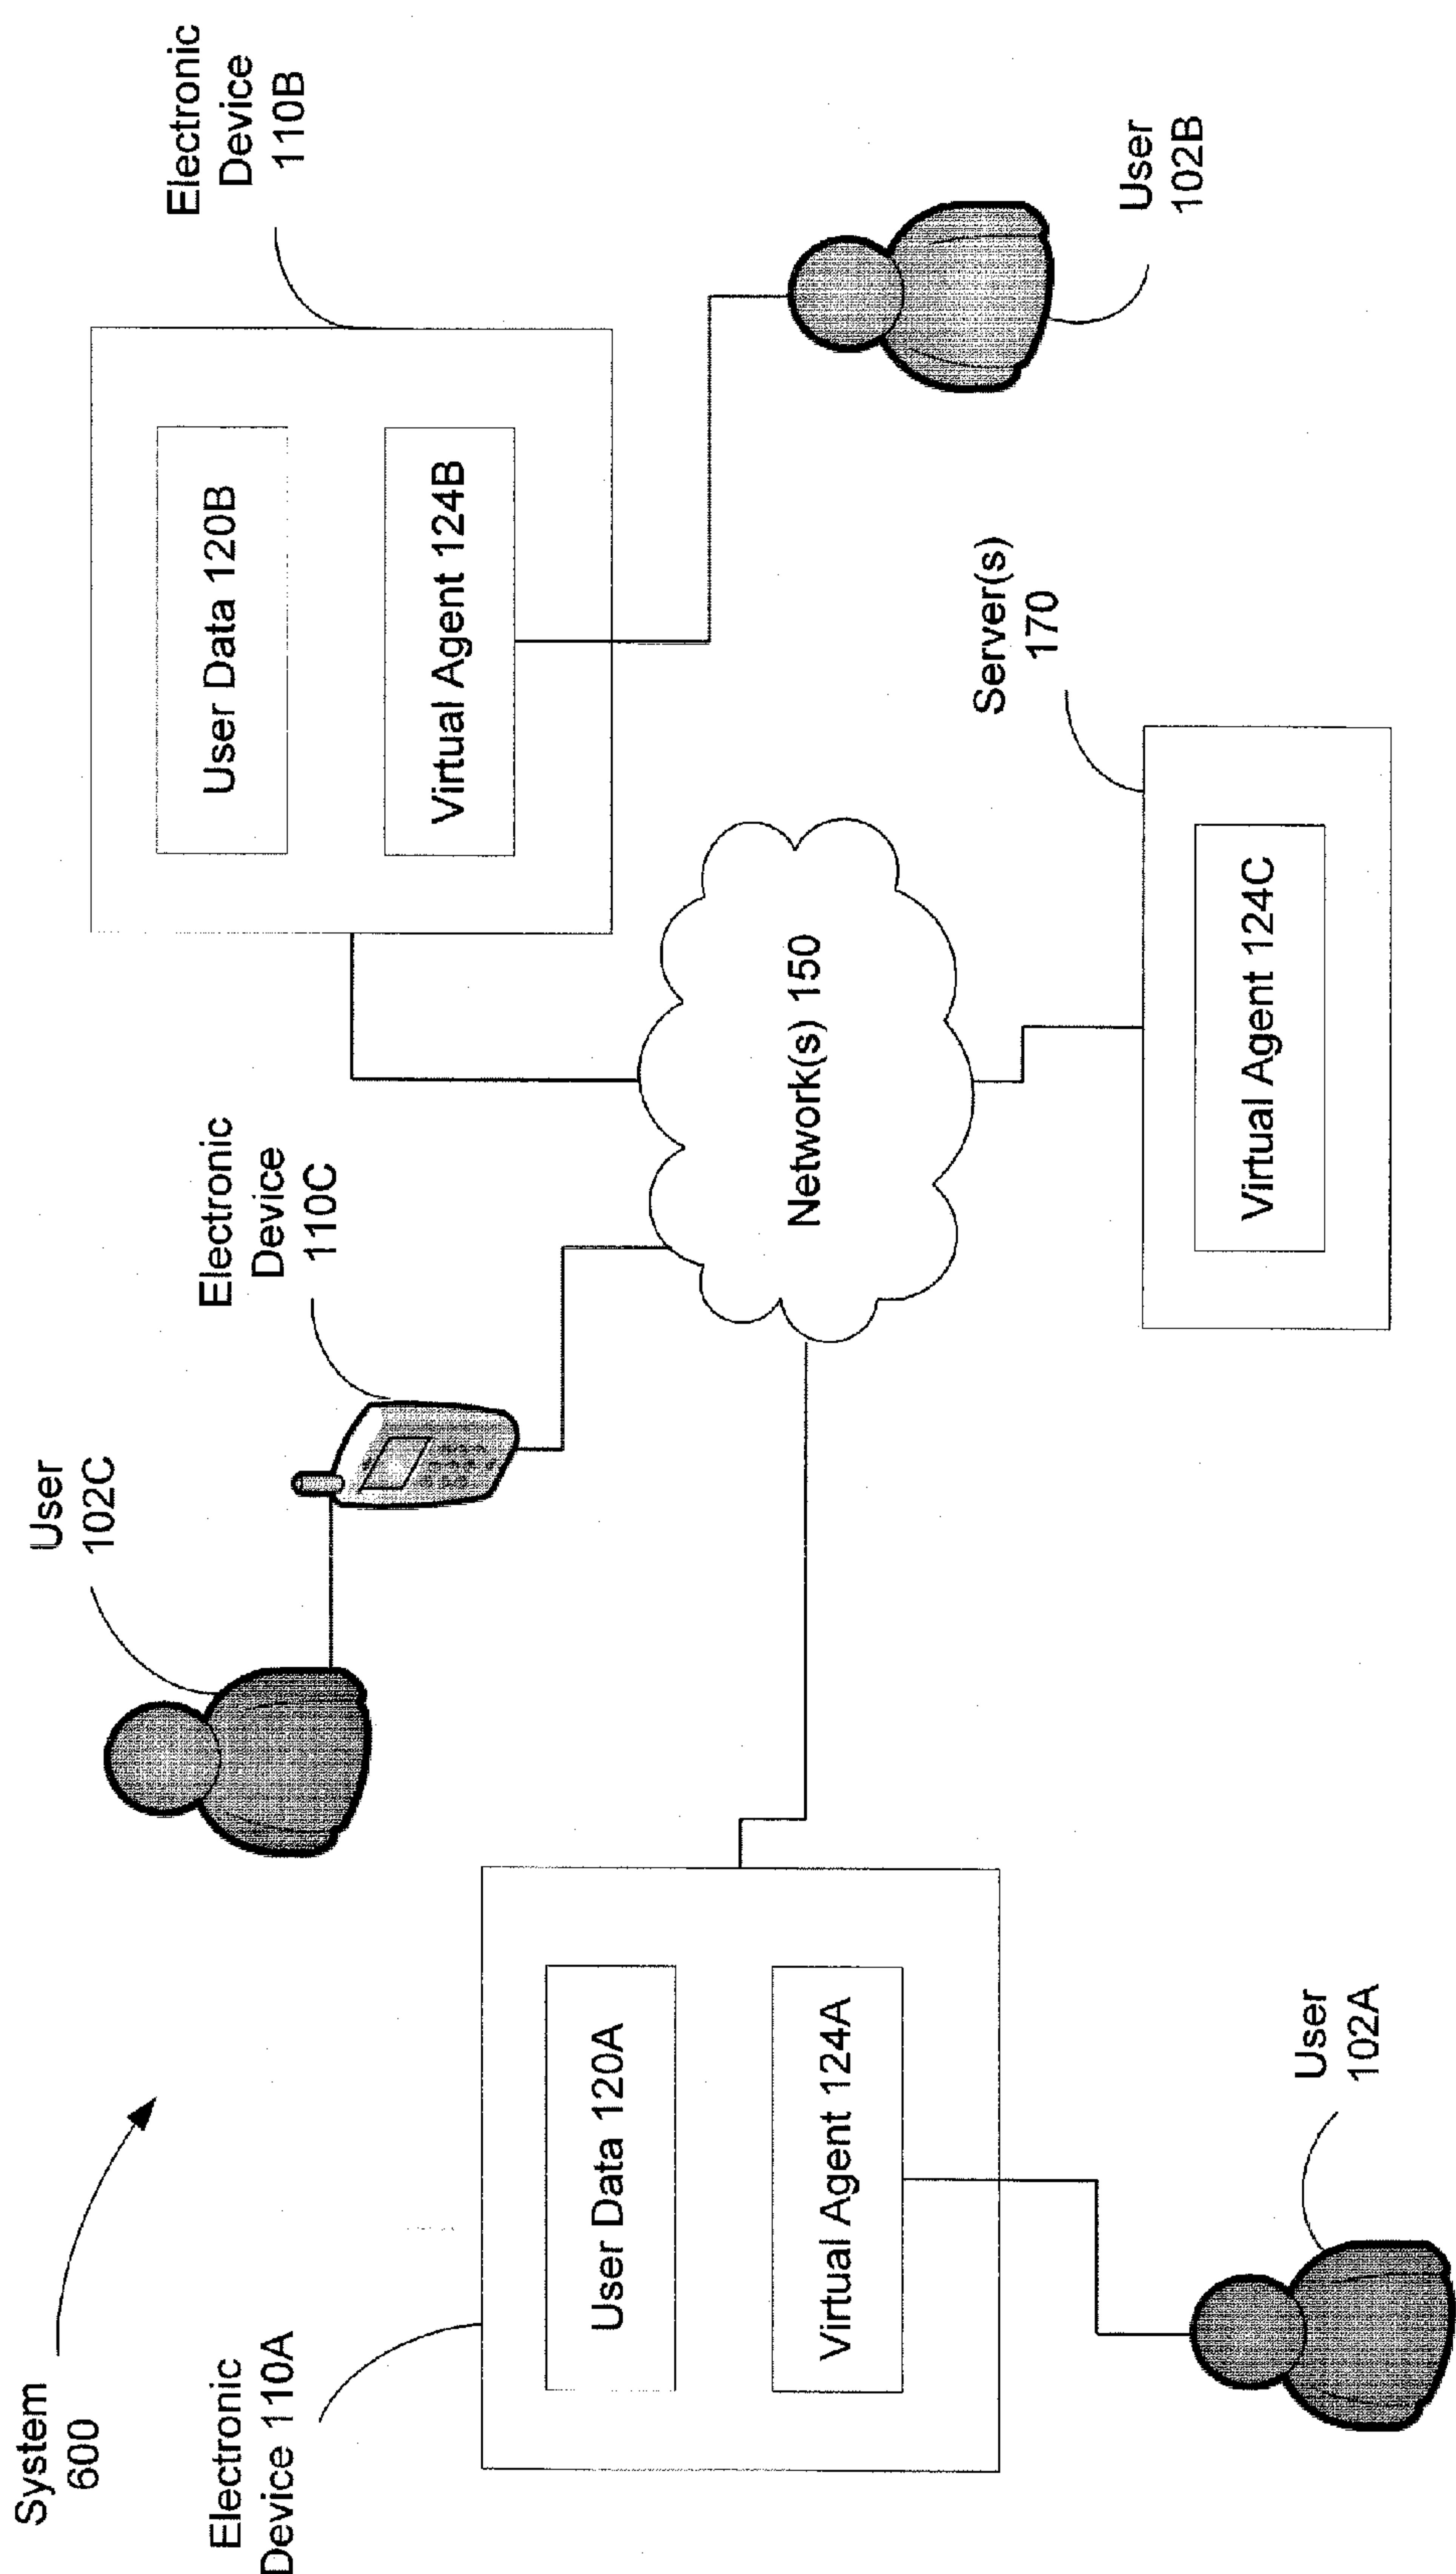 System
600
User
102C
Electronic
Device
110C
Electronic
Device
110B
Electronic
Device 110A
User Data 120A
Virtual Agent 124A
User Data 120B
Virtual Agent 124B
Network(s) 150
Server(s)
170
Virtual Agent 124C
User
102B
User
102A